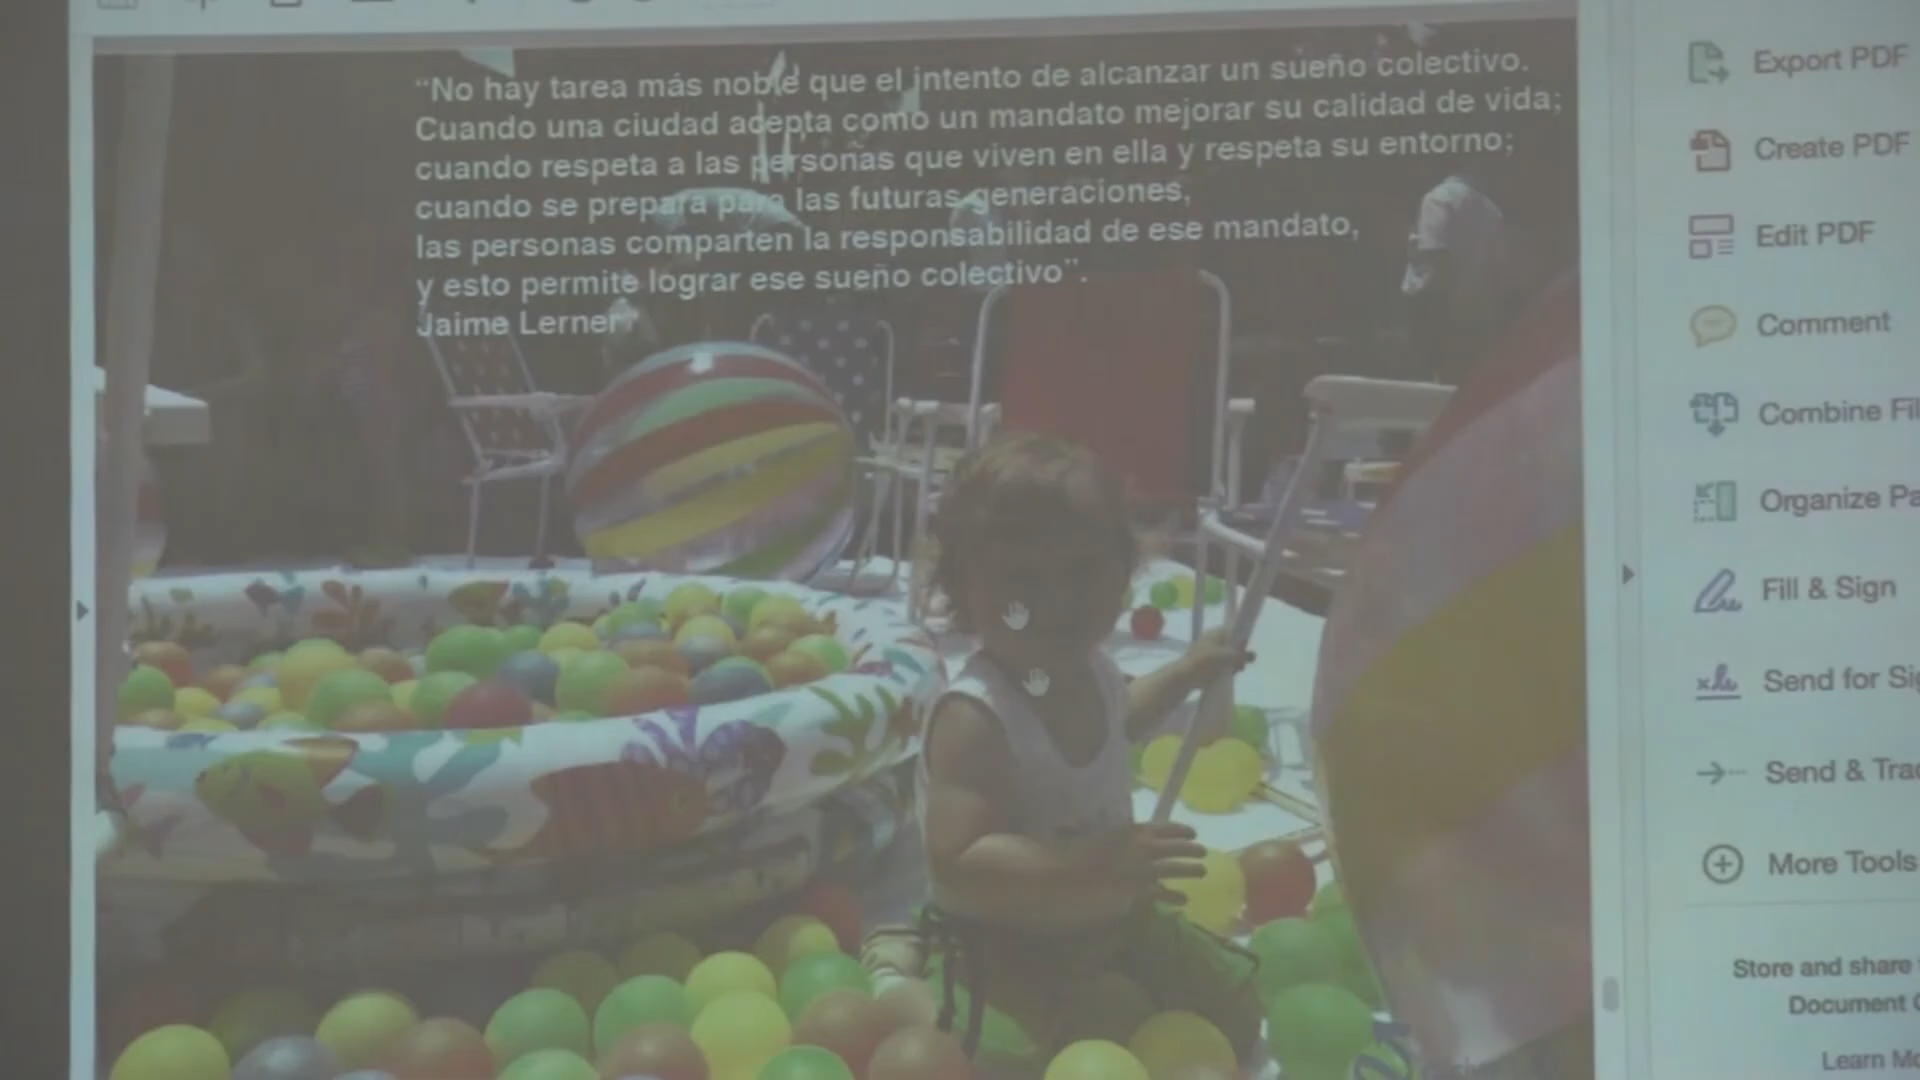 “No hay tarea más noble que el intento de alcanzar un sueño colectivo.
Cuando una ciudad adepta como un mandato mejorar su calidad de vida;
cuando respeta a las personas que viven en ella y respeta su entorno;
cuando se prepara para las futuras generaciones,
las personas comparten la responsabilidad de ese mandato,
y esto permite lograr ese sueño colectivo”.
Jaime Lerner
Export PDF
Create PDF
Edit PDF
Comment
Combine Fil
Organize Pa
Fill & Sign
Send for Sig
Send & Trac
More Tools
Store and share
Document
Learn Mo